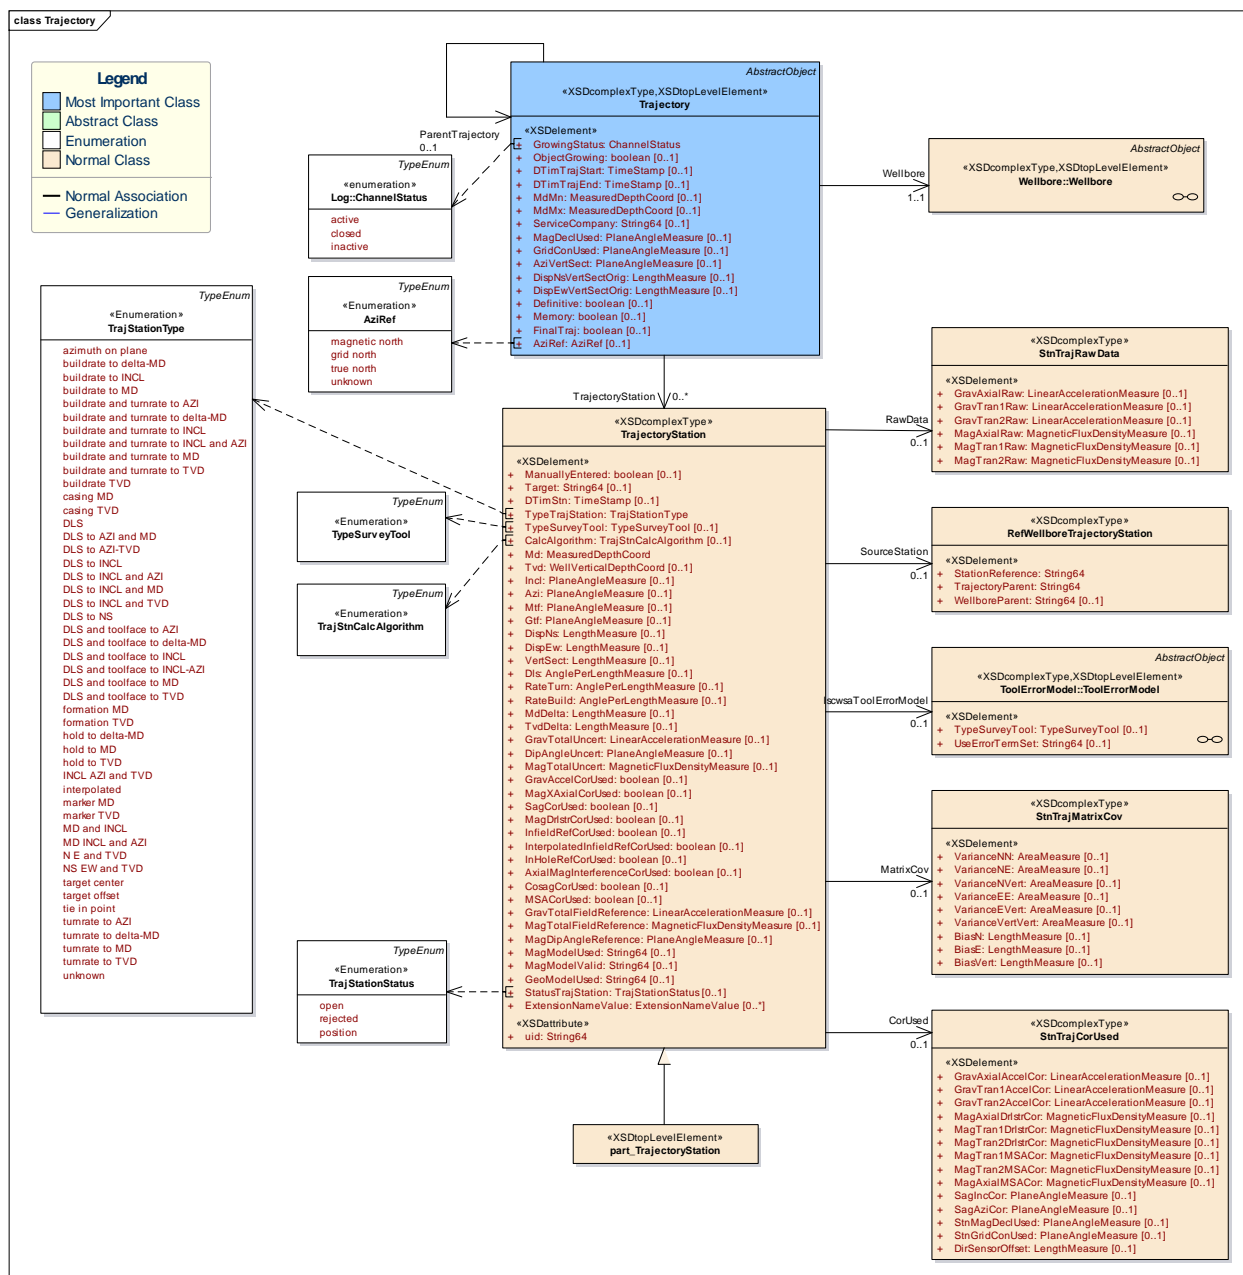 class Trajectory
Legend
Most Important Class
Abstract Class
Enumeration
Normal Class
Normal Association
Generalization
AbstractObject
«XSDcomplexType,XSDtopLevelElement»
Trajectory
«XSDelement»
+ GrowingStatus: ChannelStatus
+ ObjectGrowing: boolean [0..1]
+ DTimTrajStart: TimeStamp [0..1]
+ DTimTrajEnd: TimeStamp [0..1]
+ MdMn: MeasuredDepthCoord [0..1]
+ MdMx: MeasuredDepthCoord [0..1]
+ ServiceCompany: String64 [0..1]
+ MagDeclUsed: PlaneAngleMeasure [0..1]
+ GridConUsed: PlaneAngleMeasure [0..1]
+ AziVertSect: PlaneAngleMeasure [0..1]
+ DispNsVertSectOrig: LengthMeasure [0..1]
+ DispEwVertSectOrig: LengthMeasure [0..1]
+ Definitive: boolean [0..1]
+ Memory: boolean [0..1]
+ FinalTraj: boolean [0..1]
+ AziRef: AziRef [0..1]
ParentTrajectory
0..1
Wellbore
1..1
AbstractObject
«XSDcomplexType,XSDtopLevelElement»
Wellbore::Wellbore
TypeEnum
«enumeration»
Log::ChannelStatus
active
closed
inactive
TypeEnum
«Enumeration»
AziRef
magnetic north
grid north
true north
unknown
TypeEnum
«Enumeration»
TrajStationType
azimuth on plane
buildrate to delta-MD
buildrate to INCL
buildrate to MD
buildrate and turnrate to AZI
buildrate and turnrate to delta-MD
buildrate and turnrate to INCL
buildrate and turnrate to INCL and AZI
buildrate and turnrate to MD
buildrate and turnrate to TVD
buildrate TVD
casing MD
casing TVD
DLS
DLS to AZI and MD
DLS to AZI-TVD
DLS to INCL
DLS to INCL and AZI
DLS to INCL and MD
DLS to INCL and TVD
DLS to NS
DLS and toolface to AZI
DLS and toolface to delta-MD
DLS and toolface to INCL
DLS and toolface to INCL-AZI
DLS and toolface to MD
DLS and toolface to TVD
formation MD
formation TVD
hold to delta-MD
hold to MD
hold to TVD
INCL AZI and TVD
interpolated
marker MD
marker TVD
MD and INCL
MD INCL and AZI
N E and TVD
NS EW and TVD
target center
target offset
tie in point
turnrate to AZI
turnrate to delta-MD
turnrate to MD
turnrate to TVD
unknown
TypeEnum
«Enumeration»
TypeSurveyTool
TypeEnum
«Enumeration»
TrajStnCalcAlgorithm
TypeEnum
«Enumeration»
TrajStationStatus
open
rejected
position
TrajectoryStation
0..*
«XSDcomplexType»
TrajectoryStation
«XSDelement»
+ ManuallyEntered: boolean [0..1]
+ Target: String64 [0..1]
+ DTimStn: TimeStamp [0..1]
+ TypeTrajStation: TrajStationType
+ TypeSurveyTool: TypeSurveyTool [0..1]
+ CalcAlgorithm: TrajStnCalcAlgorithm [0..1]
+ Md: MeasuredDepthCoord
+ Tvd: WellVerticalDepthCoord [0..1]
+ Incl: PlaneAngleMeasure [0..1]
+ Azi: PlaneAngleMeasure [0..1]
+ Mtf: PlaneAngleMeasure [0..1]
+ Gtf: PlaneAngleMeasure [0..1]
+ DispNs: LengthMeasure [0..1]
+ DispEw: LengthMeasure [0..1]
+ VertSect: LengthMeasure [0..1]
+ Dls: AnglePerLengthMeasure [0..1]
+ RateTurn: AnglePerLengthMeasure [0..1]
+ RateBuild: AnglePerLengthMeasure [0..1]
+ MdDelta: LengthMeasure [0..1]
+ TvdDelta: LengthMeasure [0..1]
+ GravTotalUncert: LinearAccelerationMeasure [0..1]
+ DipAngleUncert: PlaneAngleMeasure [0..1]
+ MagTotalUncert: MagneticFluxDensityMeasure [0..1]
+ GravAccelCorUsed: boolean [0..1]
+ MagXAxialCorUsed: boolean [0..1]
+ SagCorUsed: boolean [0..1]
+ MagDrlstrCorUsed: boolean [0..1]
+ InfieldRefCorUsed: boolean [0..1]
+ InterpolatedInfieldRefCorUsed: boolean [0..1]
+ InHoleRefCorUsed: boolean [0..1]
+ AxialMagInterferenceCorUsed: boolean [0..1]
+ CosagCorUsed: boolean [0..1]
+ MSACorUsed: boolean [0..1]
+ GravTotalFieldReference: LinearAccelerationMeasure [0..1]
+ MagTotalFieldReference: MagneticFluxDensityMeasure [0..1]
+ MagDipAngleReference: PlaneAngleMeasure [0..1]
+ MagModelUsed: String64 [0..1]
+ MagModelValid: String64 [0..1]
+ GeoModelUsed: String64 [0..1]
+ StatusTrajStation: TrajStationStatus [0..1]
+ ExtensionNameValue: ExtensionNameValue [0..*]
«XSDattribute»
+ uid: String64
«XSDtopLevelElement»
part_TrajectoryStation
RawData
0..1
«XSDcomplexType»
StnTrajRawData
«XSDelement»
+ GravAxialRaw: LinearAccelerationMeasure [0..1]
+ GravTran1Raw: LinearAccelerationMeasure [0..1]
+ GravTran2Raw: LinearAccelerationMeasure [0..1]
+ MagAxialRaw: MagneticFluxDensityMeasure [0..1]
+ MagTran1Raw: MagneticFluxDensityMeasure [0..1]
+ MagTran2Raw: MagneticFluxDensityMeasure [0..1]
SourceStation
0..1
«XSDcomplexType»
RefWellboreTrajectoryStation
«XSDelement»
+ StationReference: String64
+ TrajectoryParent: String64
+ WellboreParent: String64 [0..1]
IscwsaToolErrorModel
0..1
AbstractObject
«XSDcomplexType,XSDtopLevelElement»
ToolErrorModel::ToolErrorModel
«XSDelement»
+ TypeSurveyTool: TypeSurveyTool [0..1]
+ UseErrorTermSet: String64 [0..1]
MatrixCov
0..1
«XSDcomplexType»
StnTrajMatrixCov
«XSDelement»
+ VarianceNN: AreaMeasure [0..1]
+ VarianceNE: AreaMeasure [0..1]
+ VarianceNVert: AreaMeasure [0..1]
+ VarianceEE: AreaMeasure [0..1]
+ VarianceEVert: AreaMeasure [0..1]
+ VarianceVertVert: AreaMeasure [0..1]
+ BiasN: LengthMeasure [0..1]
+ BiasE: LengthMeasure [0..1]
+ BiasVert: LengthMeasure [0..1]
CorUsed
0..1
«XSDcomplexType»
StnTrajCorUsed
«XSDelement»
+ GravAxialAccelCor: LinearAccelerationMeasure [0..1]
+ GravTran1AccelCor: LinearAccelerationMeasure [0..1]
+ GravTran2AccelCor: LinearAccelerationMeasure [0..1]
+ MagAxialDrlstrCor: MagneticFluxDensityMeasure [0..1]
+ MagTran1DrlstrCor: MagneticFluxDensityMeasure [0..1]
+ MagTran2DrlstrCor: MagneticFluxDensityMeasure [0..1]
+ MagTran1MSACor: MagneticFluxDensityMeasure [0..1]
+ MagTran2MSACor: MagneticFluxDensityMeasure [0..1]
+ MagAxialMSACor: MagneticFluxDensityMeasure [0..1]
+ SagIncCor: PlaneAngleMeasure [0..1]
+ SagAziCor: PlaneAngleMeasure [0..1]
+ StnMagDeclUsed: PlaneAngleMeasure [0..1]
+ StnGridConUsed: PlaneAngleMeasure [0..1]
+ DirSensorOffset: LengthMeasure [0..1]